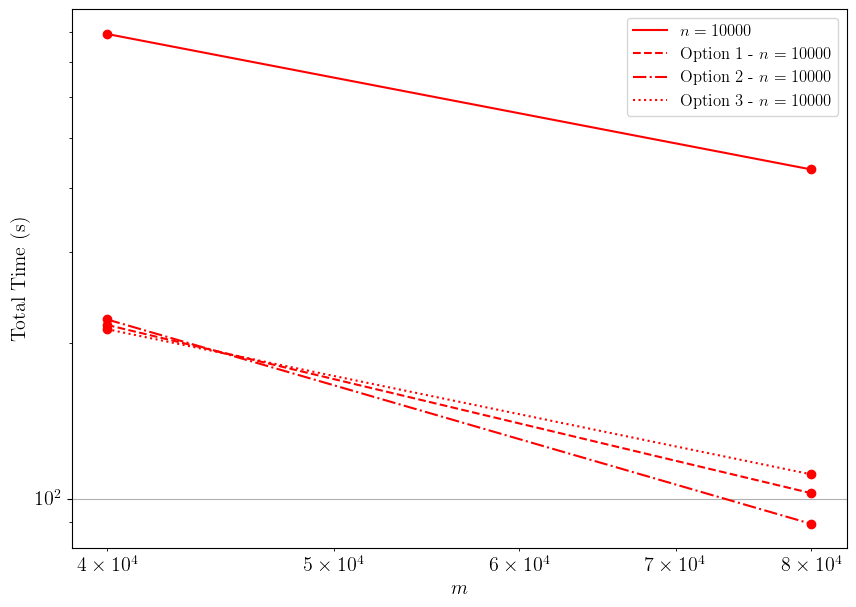 n = 10000
Option 1 - n = 10000
Option 2 - n = 10000
Option 3 - n = 10000
Total Time (s)
10²
4 × 10⁴
5 × 10⁴
6 × 10⁴
7 × 10⁴
8 × 10⁴
m